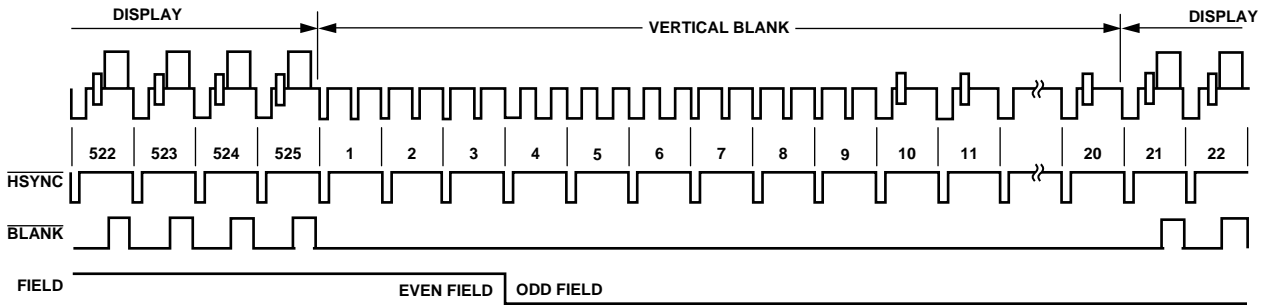 DISPLAY VERTICAL BLANK DISPLAY
522 523 524 525 1 2 3 4 5 6 7 8 9 10 11 20 21 22
HSYNC
BLANK
FIELD EVEN FIELD ODD FIELD